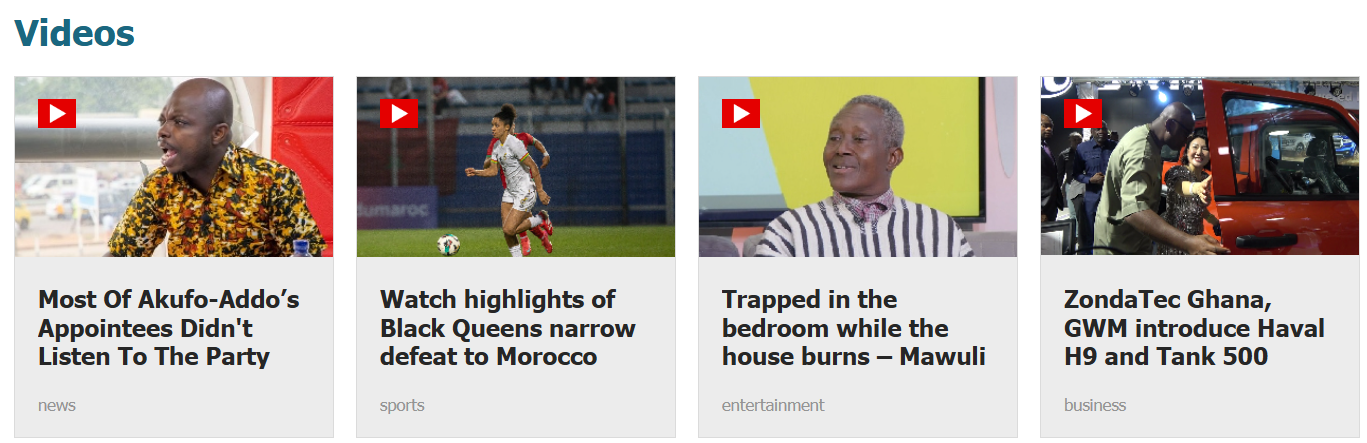 Videos
Most Of Akufo-Addo’s
Appointees Didn't
Listen To The Party
news
Watch highlights of
Black Queens narrow
defeat to Morocco
sports
Trapped in the
bedroom while the
house burns – Mawuli
entertainment
ZondaTec Ghana,
GWM introduce Haval
H9 and Tank 500
business